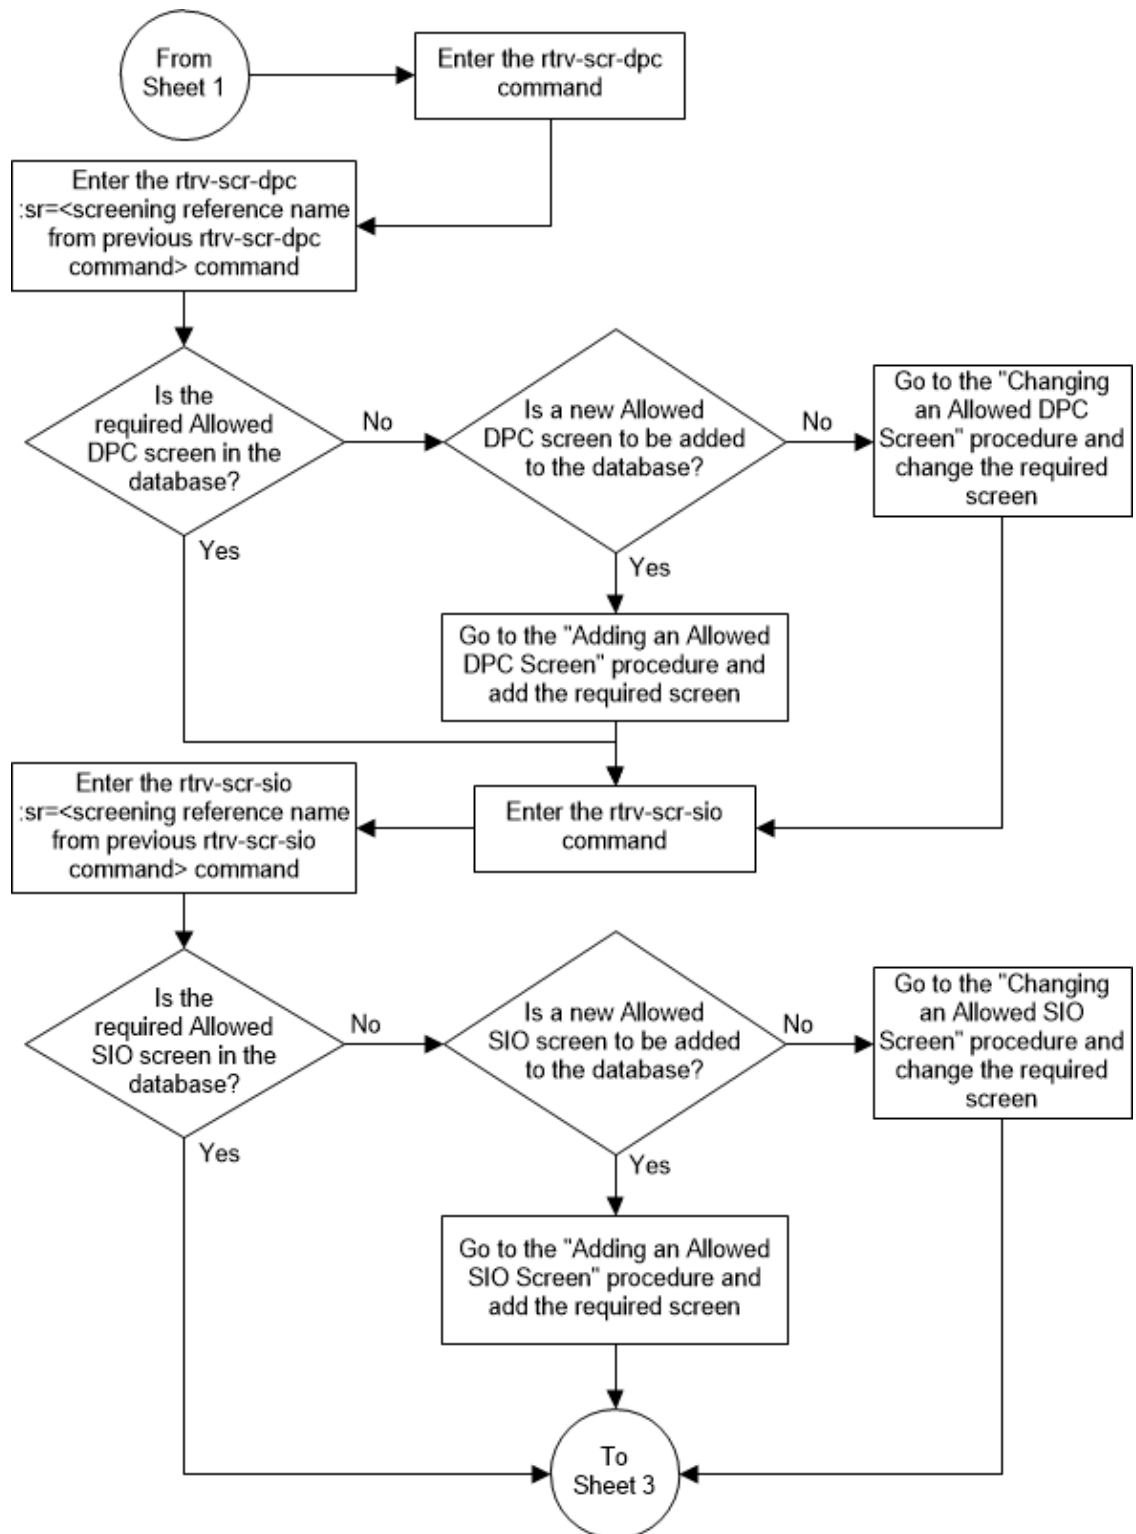 From
Sheet 1
Enter the rtrv-scr-dpc
command
Enter the rtrv-scr-dpc
:sr=<screening reference name
from previous rtrv-scr-dpc
command> command
Is the
required Allowed
DPC screen in the
database?
No
Is a new Allowed
DPC screen to be added
to the database?
No
Go to the "Changing
an Allowed DPC
Screen" procedure and
change the required
screen
Yes
Yes
Go to the "Adding an Allowed
DPC Screen" procedure and
add the required screen
Enter the rtrv-scr-sio
command
Enter the rtrv-scr-sio
:sr=<screening reference name
from previous rtrv-scr-sio
command> command
Is the
required Allowed
SIO screen in the
database?
No
Is a new Allowed
SIO screen to be added
to the database?
No
Go to the "Changing
an Allowed SIO
Screen" procedure and
change the required
screen
Yes
Yes
Go to the "Adding an Allowed
SIO Screen" procedure and
add the required screen
To
Sheet 3